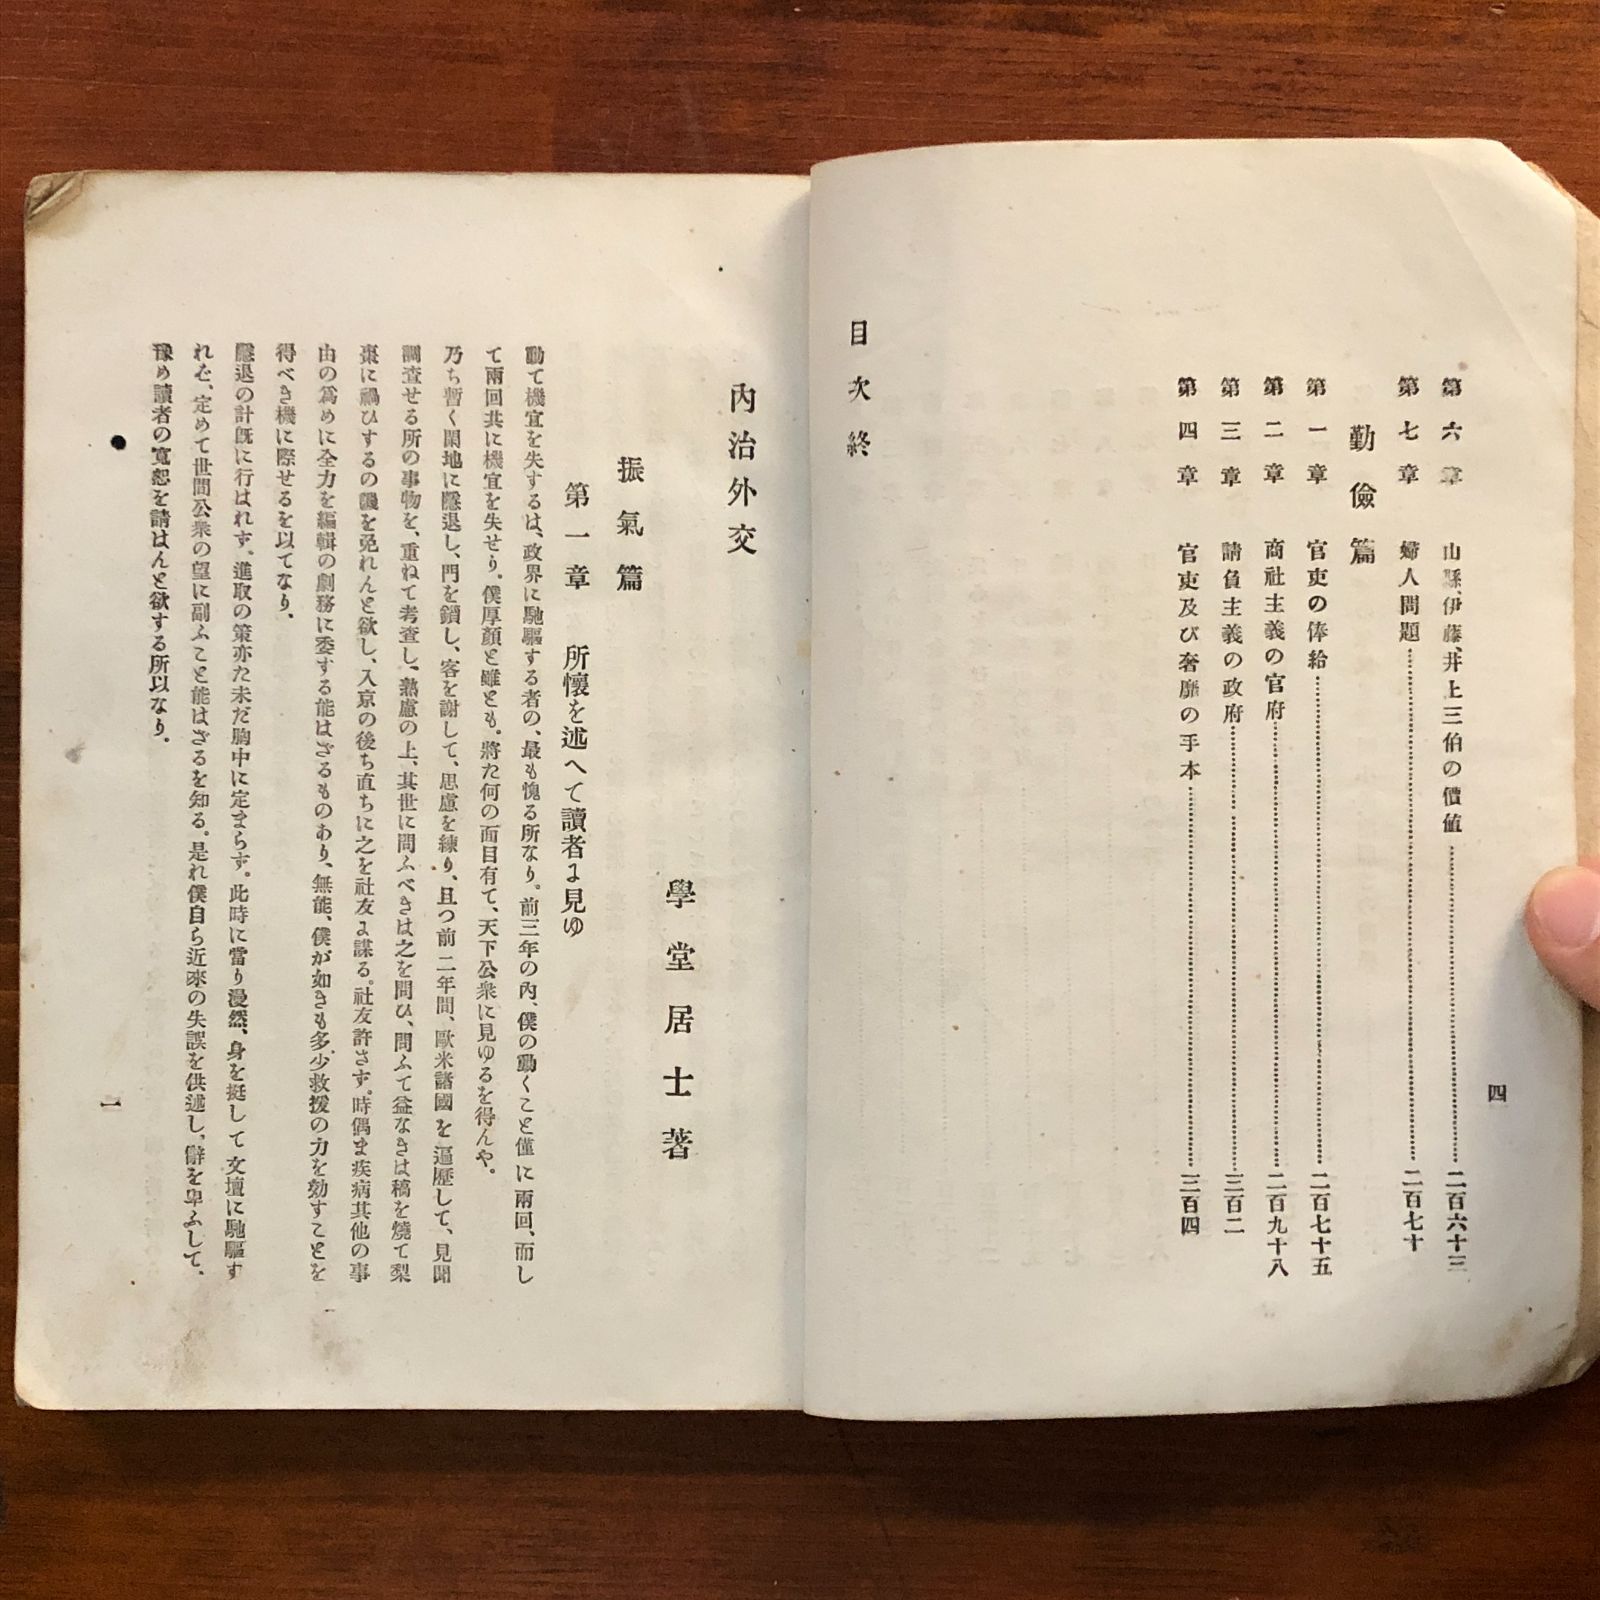 四
第六章 山縣、伊藤、井上三伯の價値 二百六十三
第七章 婦人問題 二百七十
勤儉篇
第一章 官吏の俸給 二百七十五
第二章 商社主義の官府 二百九十八
第三章 請負主義の政府 三百二
第四章 官吏及び奢靡の手本 三百四
目次終
內治外交
學堂居士著
振氣篇
第一章 所懷を述へて讀者に見ゆ
動て機宜を失するは、政界に馳驅する者の、最も愧る所なり。前三年の內、僕の動くこと僅に兩回、而し
て兩回共に機宜を失せり。僕厚顏と雖とも。將た何の面目有て、天下公衆に見ゆるを得んや。
乃ち暫く閑地に隱退し、門を鎖し、客を謝して、思慮を練り、且つ前二年間、歐米諸國を遍歷して、見聞
調査せる所の事物を、重ねて考査し、熟慮の上、其世に問ふべきは之を問ひ、問ふて益なきは稿を燒て梨
棗に禍ひするの譏を免れんと欲し、入京の後ち直ちに之を社友に謀る。社友許さず。時偶ま疾病其他の事
由の爲めに全力を編輯の劇務に委する能はざるものあり、無能、僕が如きも多少救援の力を効すことを
得べき機に際せるを以てなり、
隱退の計既に行はれず。進取の策亦た未だ胸中に定まらず。此時に當り漫然、身を挺して文壇に馳驅す
れむ、定めて世間公衆の望に副ふこと能はざるを知る。是れ僕自ら近來の失誤を供述し、辭を卑ふして、
豫め讀者の寬恕を請はんと欲する所以なり。
一